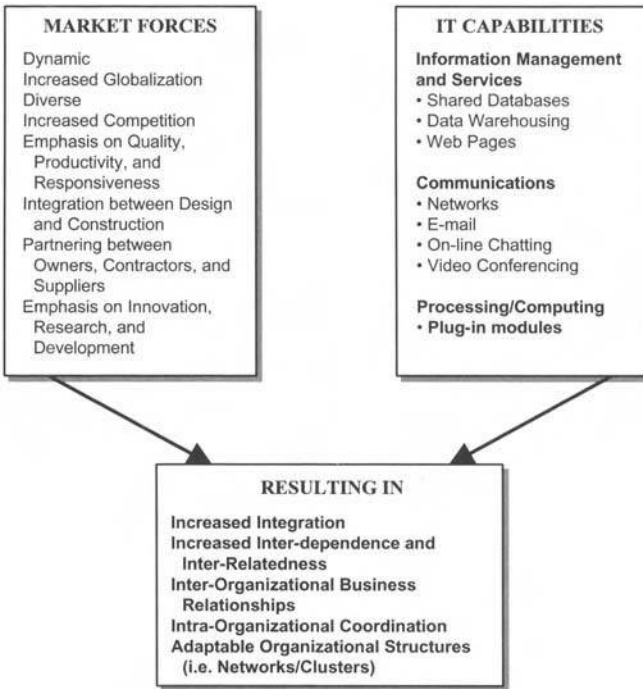 MARKET FORCES
Dynamic
Increased Globalization
Diverse
Increased Competition
Emphasis on Quality,
Productivity, and
Responsiveness
Integration between Design
and Construction
Partnering between
Owners, Contractors, and
Suppliers
Emphasis on Innovation,
Research, and
Development
IT CAPABILITIES
Information Management
and Services
• Shared Databases
• Data Warehousing
• Web Pages
Communications
• Networks
• E-mail
• On-line Chatting
• Video Conferencing
Processing/Computing
• Plug-in modules
RESULTING IN
Increased Integration
Increased Inter-dependence and
Inter-Relatedness
Inter-Organizational Business
Relationships
Intra-Organizational Coordination
Adaptable Organizational Structures
(i.e. Networks/Clusters)